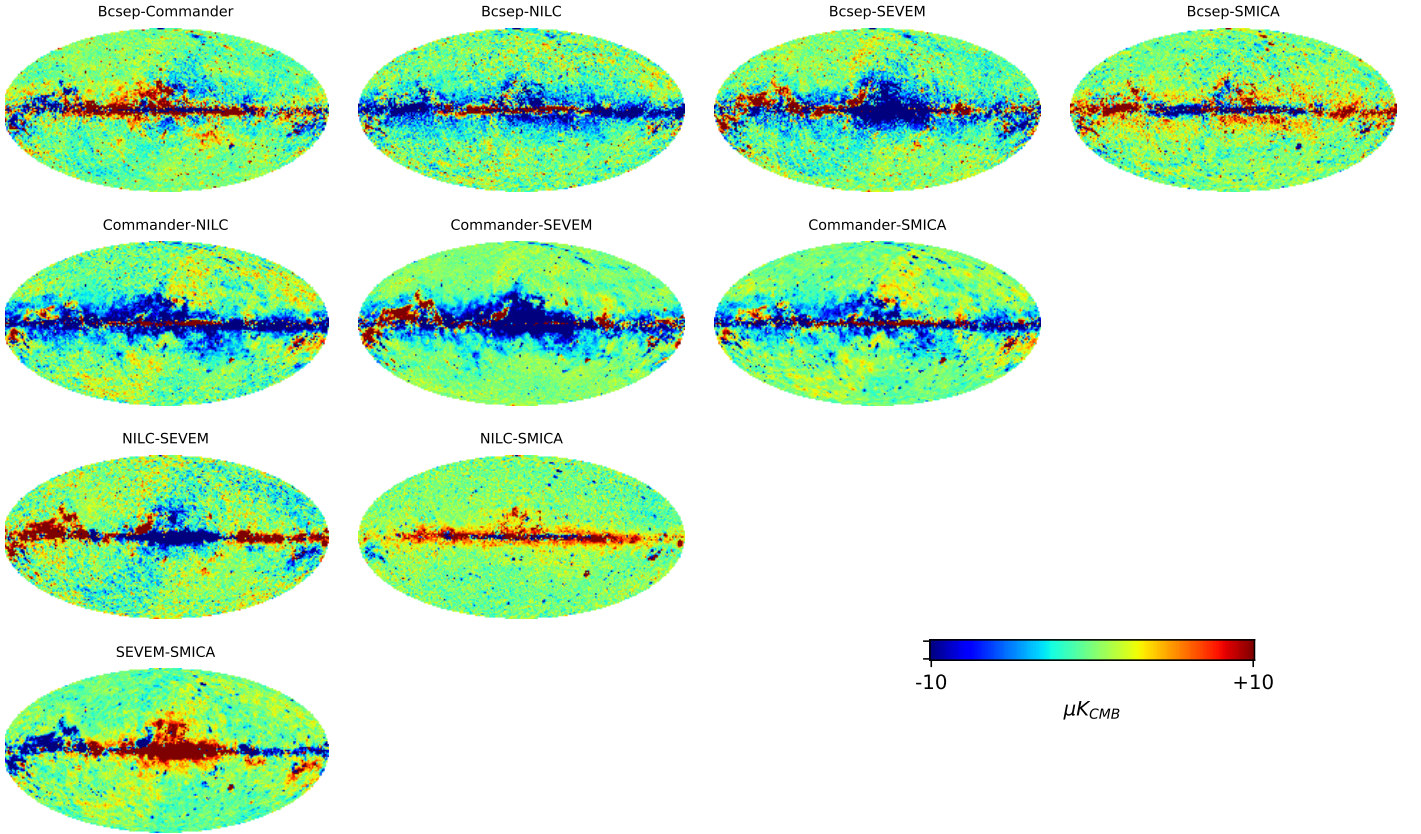 Bcsep-Commander
Bcsep-NILC
Bcsep-SEVEM
Bcsep-SMICA
Commander-NILC
Commander-SEVEM
Commander-SMICA
NILC-SEVEM
NILC-SMICA
SEVEM-SMICA
-10
+10
μK_CMB